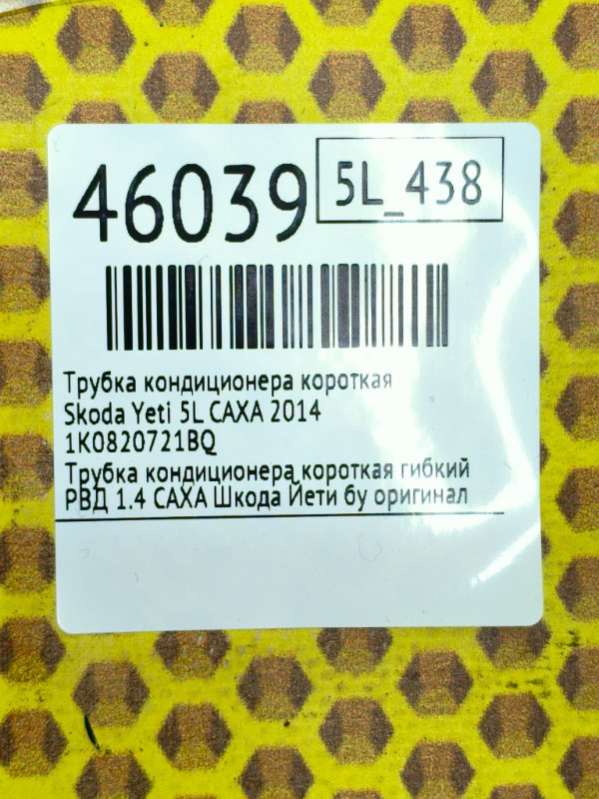 46039
5L_438
Трубка кондиционера короткая
Skoda Yeti 5L CAXA 2014
1K0820721BQ
Трубка кондиционера короткая гибкий
РВД 1.4 CAXA Шкода Йети бу оригинал